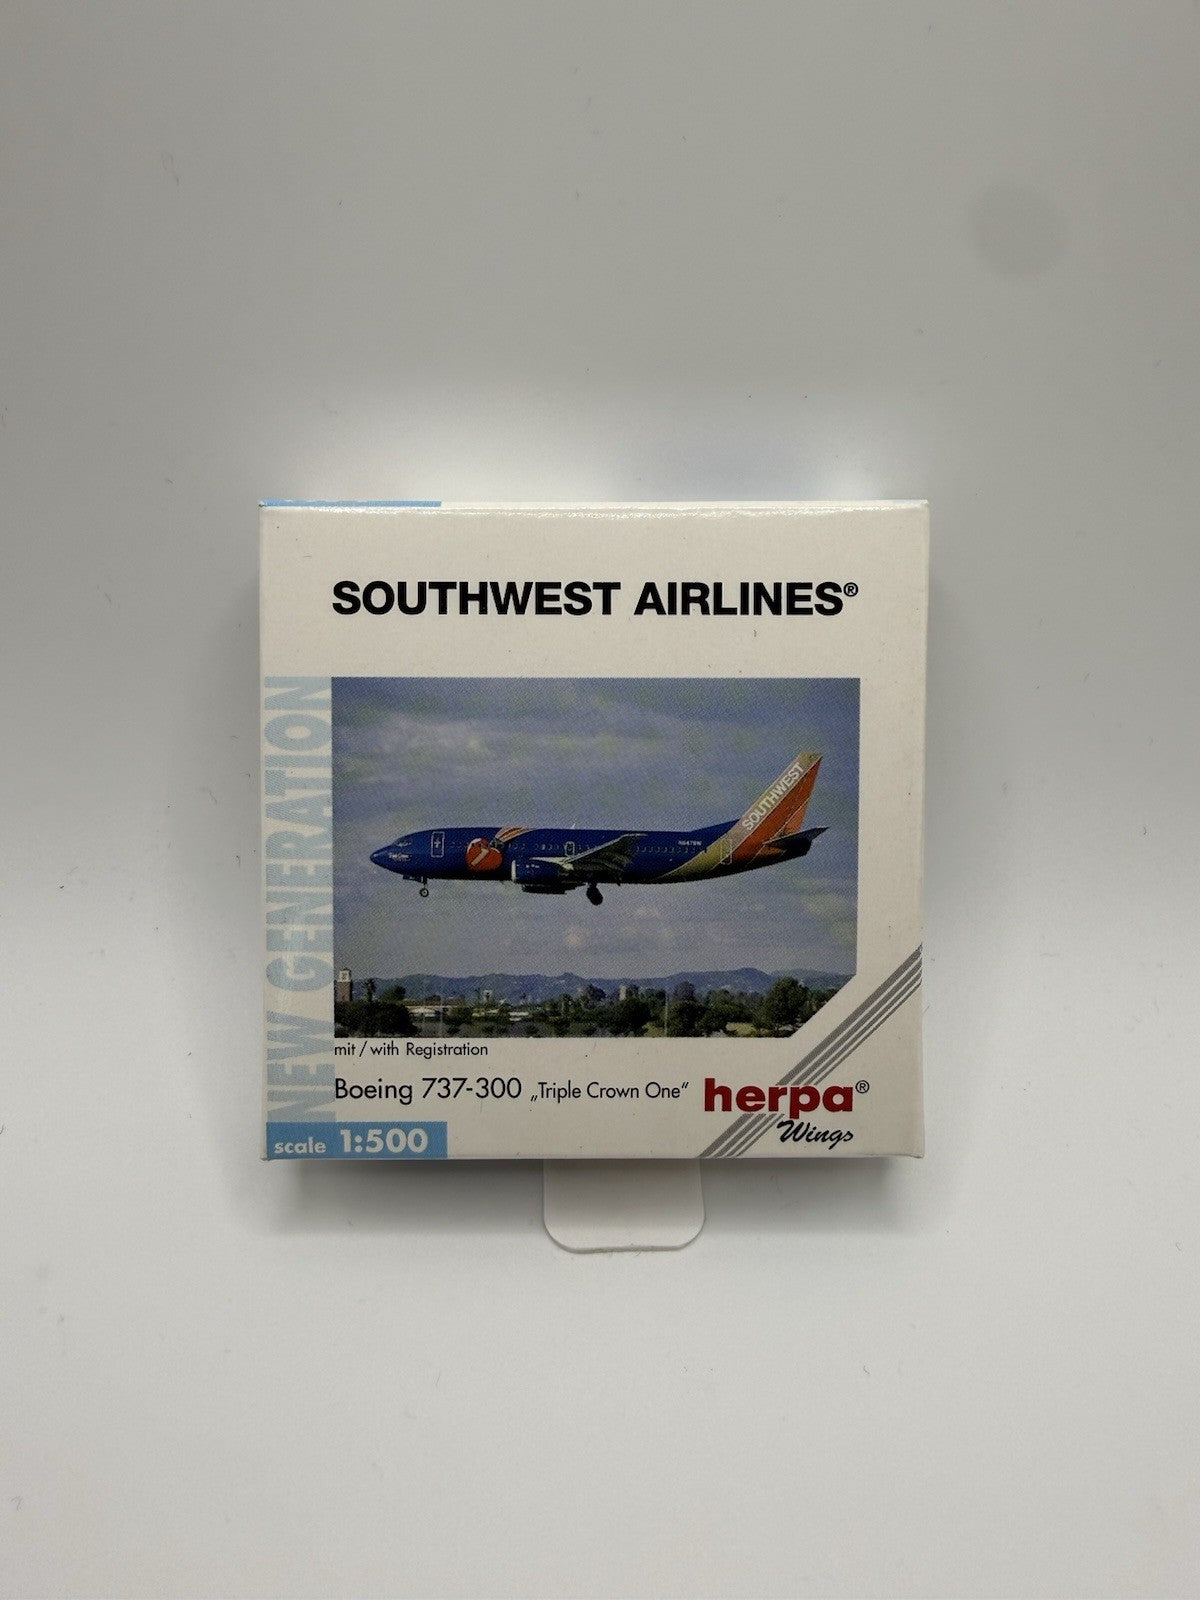 SOUTHWEST AIRLINES®
NEW GENERATION
SOUTHWEST
N647SW
mit / with Registration
Boeing 737-300 „Triple Crown One“
herpa®
Wings
scale 1:500